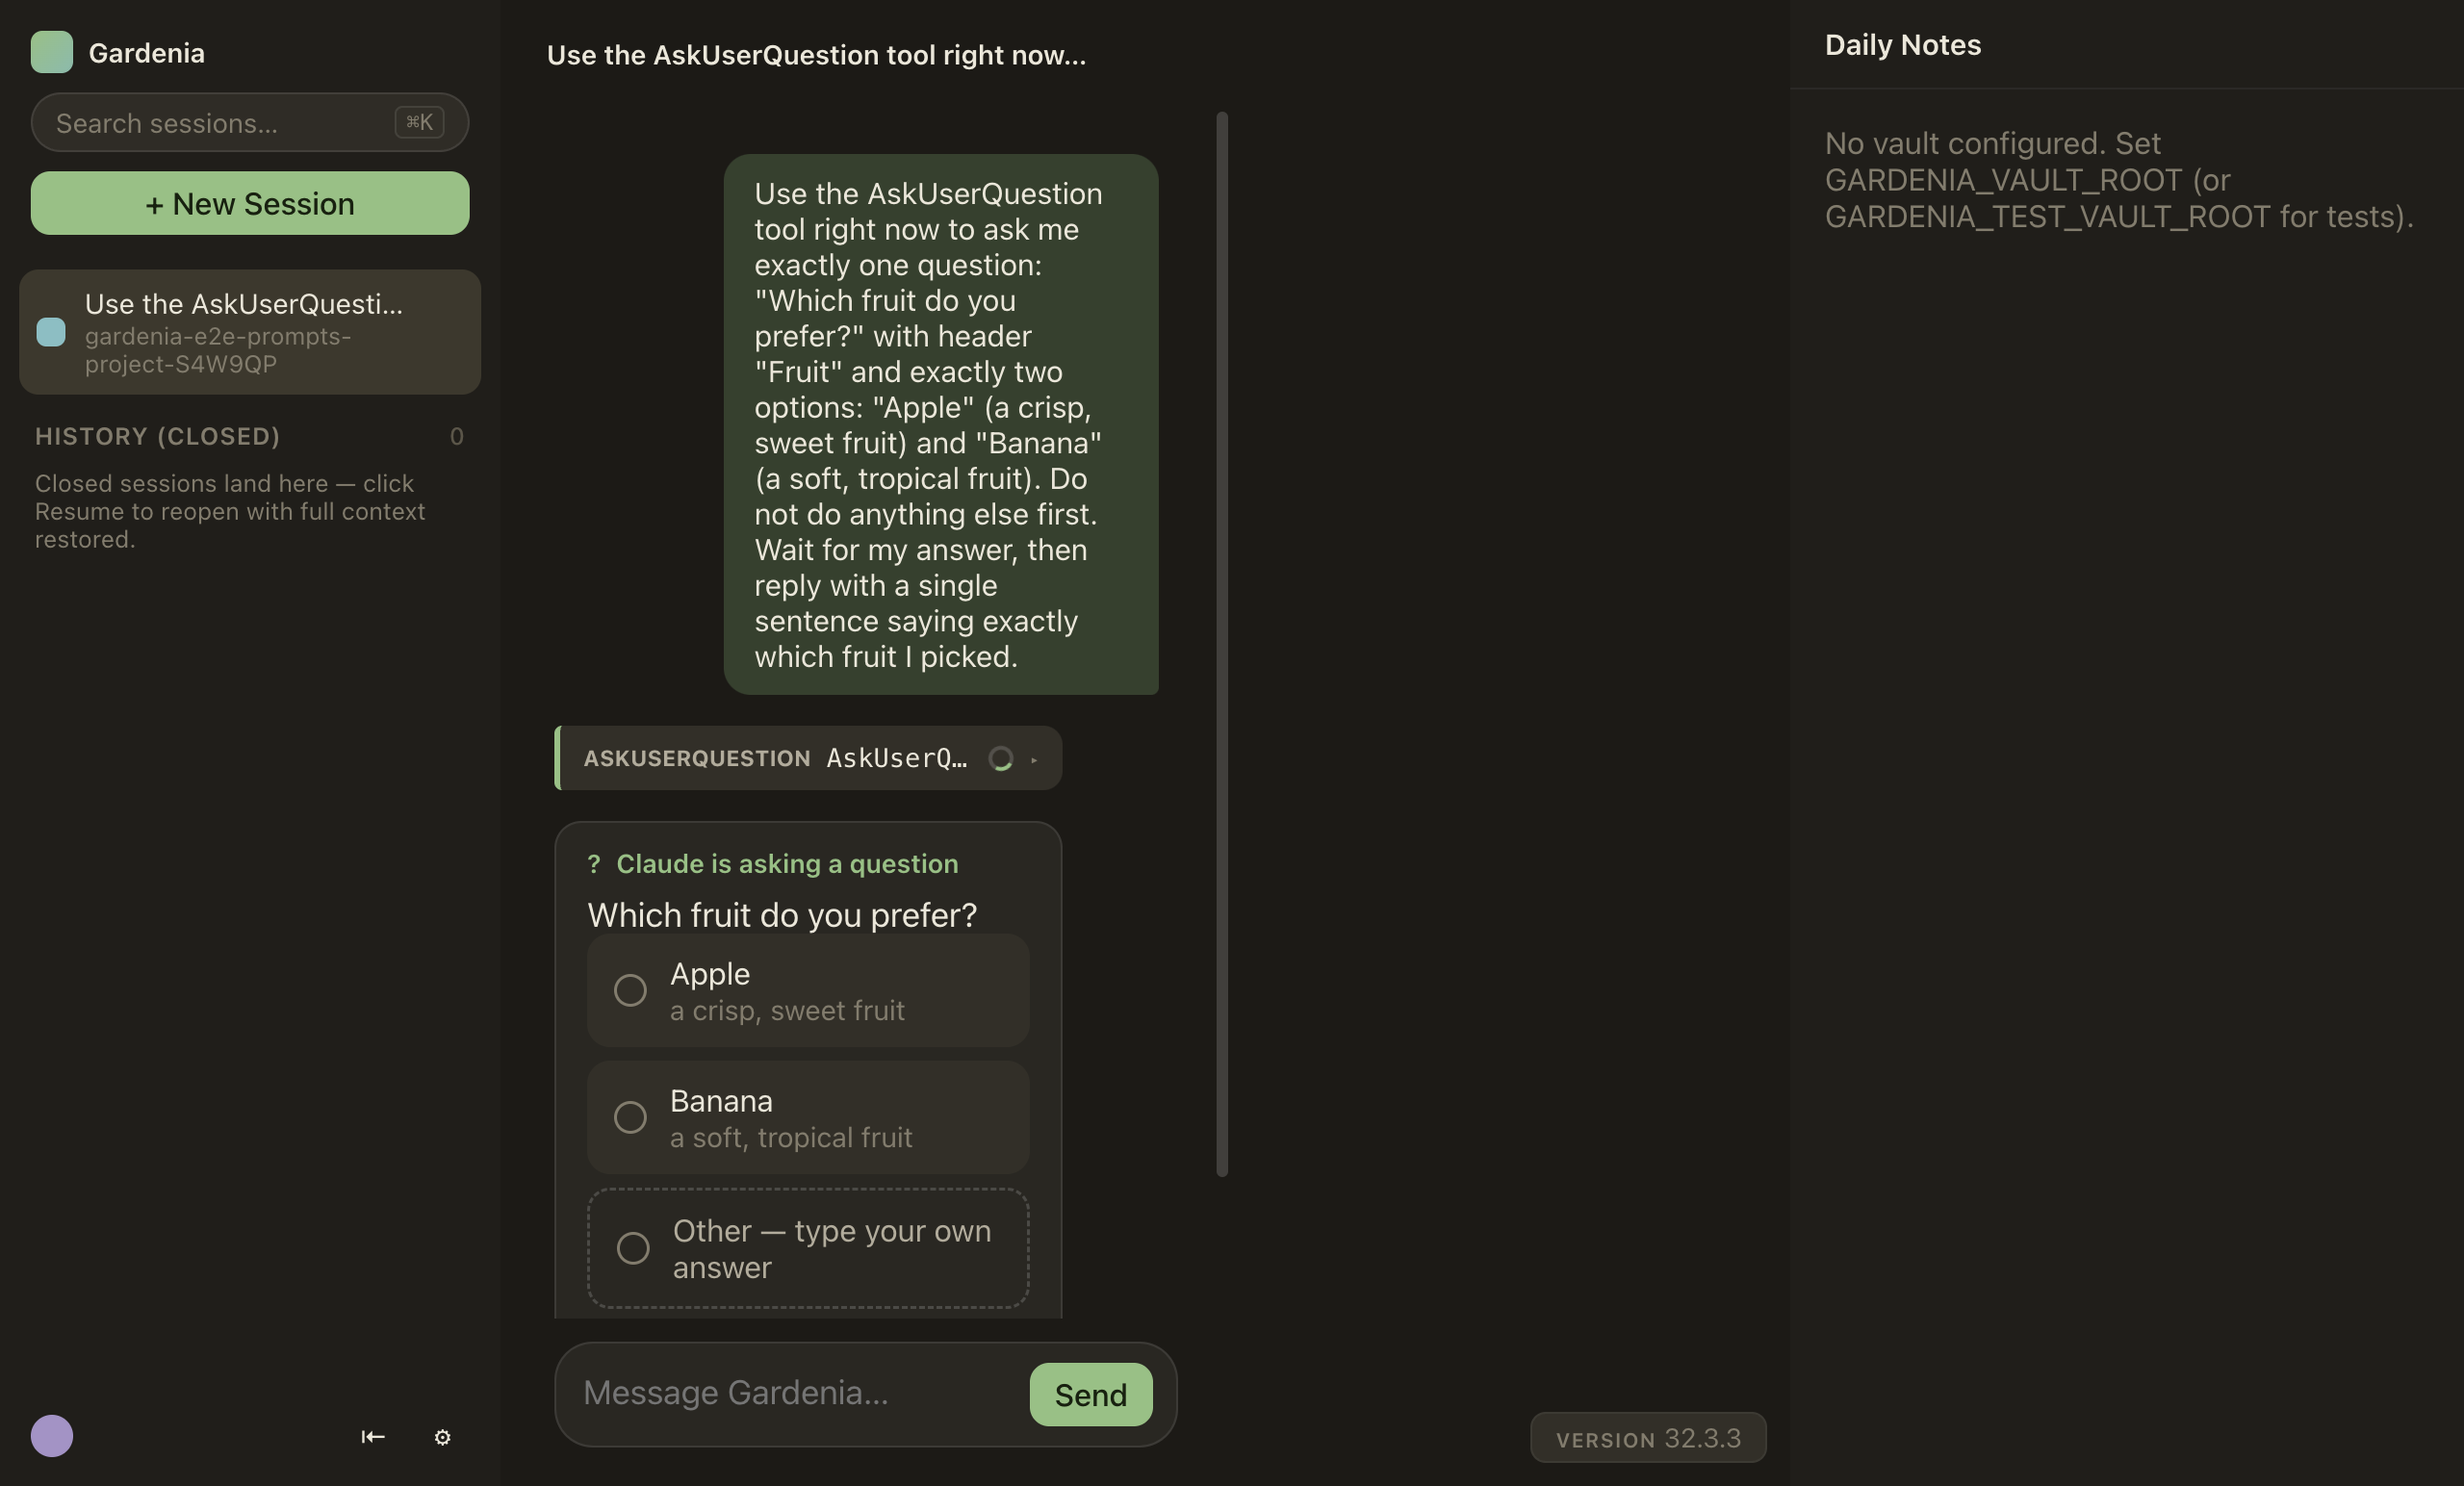 Gardenia
Search sessions...
⌘K
+ New Session
Use the AskUserQuesti...
gardenia-e2e-prompts-
project-S4W9QP
HISTORY (CLOSED) 0
Closed sessions land here — click
Resume to reopen with full context
restored.
Use the AskUserQuestion tool right now...
Use the AskUserQuestion
tool right now to ask me
exactly one question:
"Which fruit do you
prefer?" with header
"Fruit" and exactly two
options: "Apple" (a crisp,
sweet fruit) and "Banana"
(a soft, tropical fruit). Do
not do anything else first.
Wait for my answer, then
reply with a single
sentence saying exactly
which fruit I picked.
ASKUSERQUESTION AskUserQ...
? Claude is asking a question
Which fruit do you prefer?
Apple
a crisp, sweet fruit
Banana
a soft, tropical fruit
Other — type your own
answer
Message Gardenia...
Send
VERSION 32.3.3
Daily Notes
No vault configured. Set
GARDENIA_VAULT_ROOT (or
GARDENIA_TEST_VAULT_ROOT for tests).